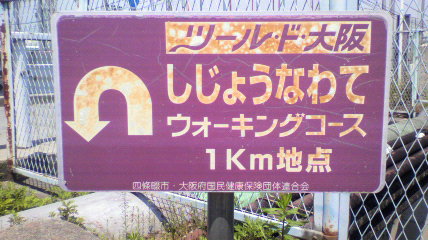 ツール・ド・大阪
しじょうなわて
ウォーキングコース
1Km地点
四條畷市・大阪府国民健康保険団体連合会